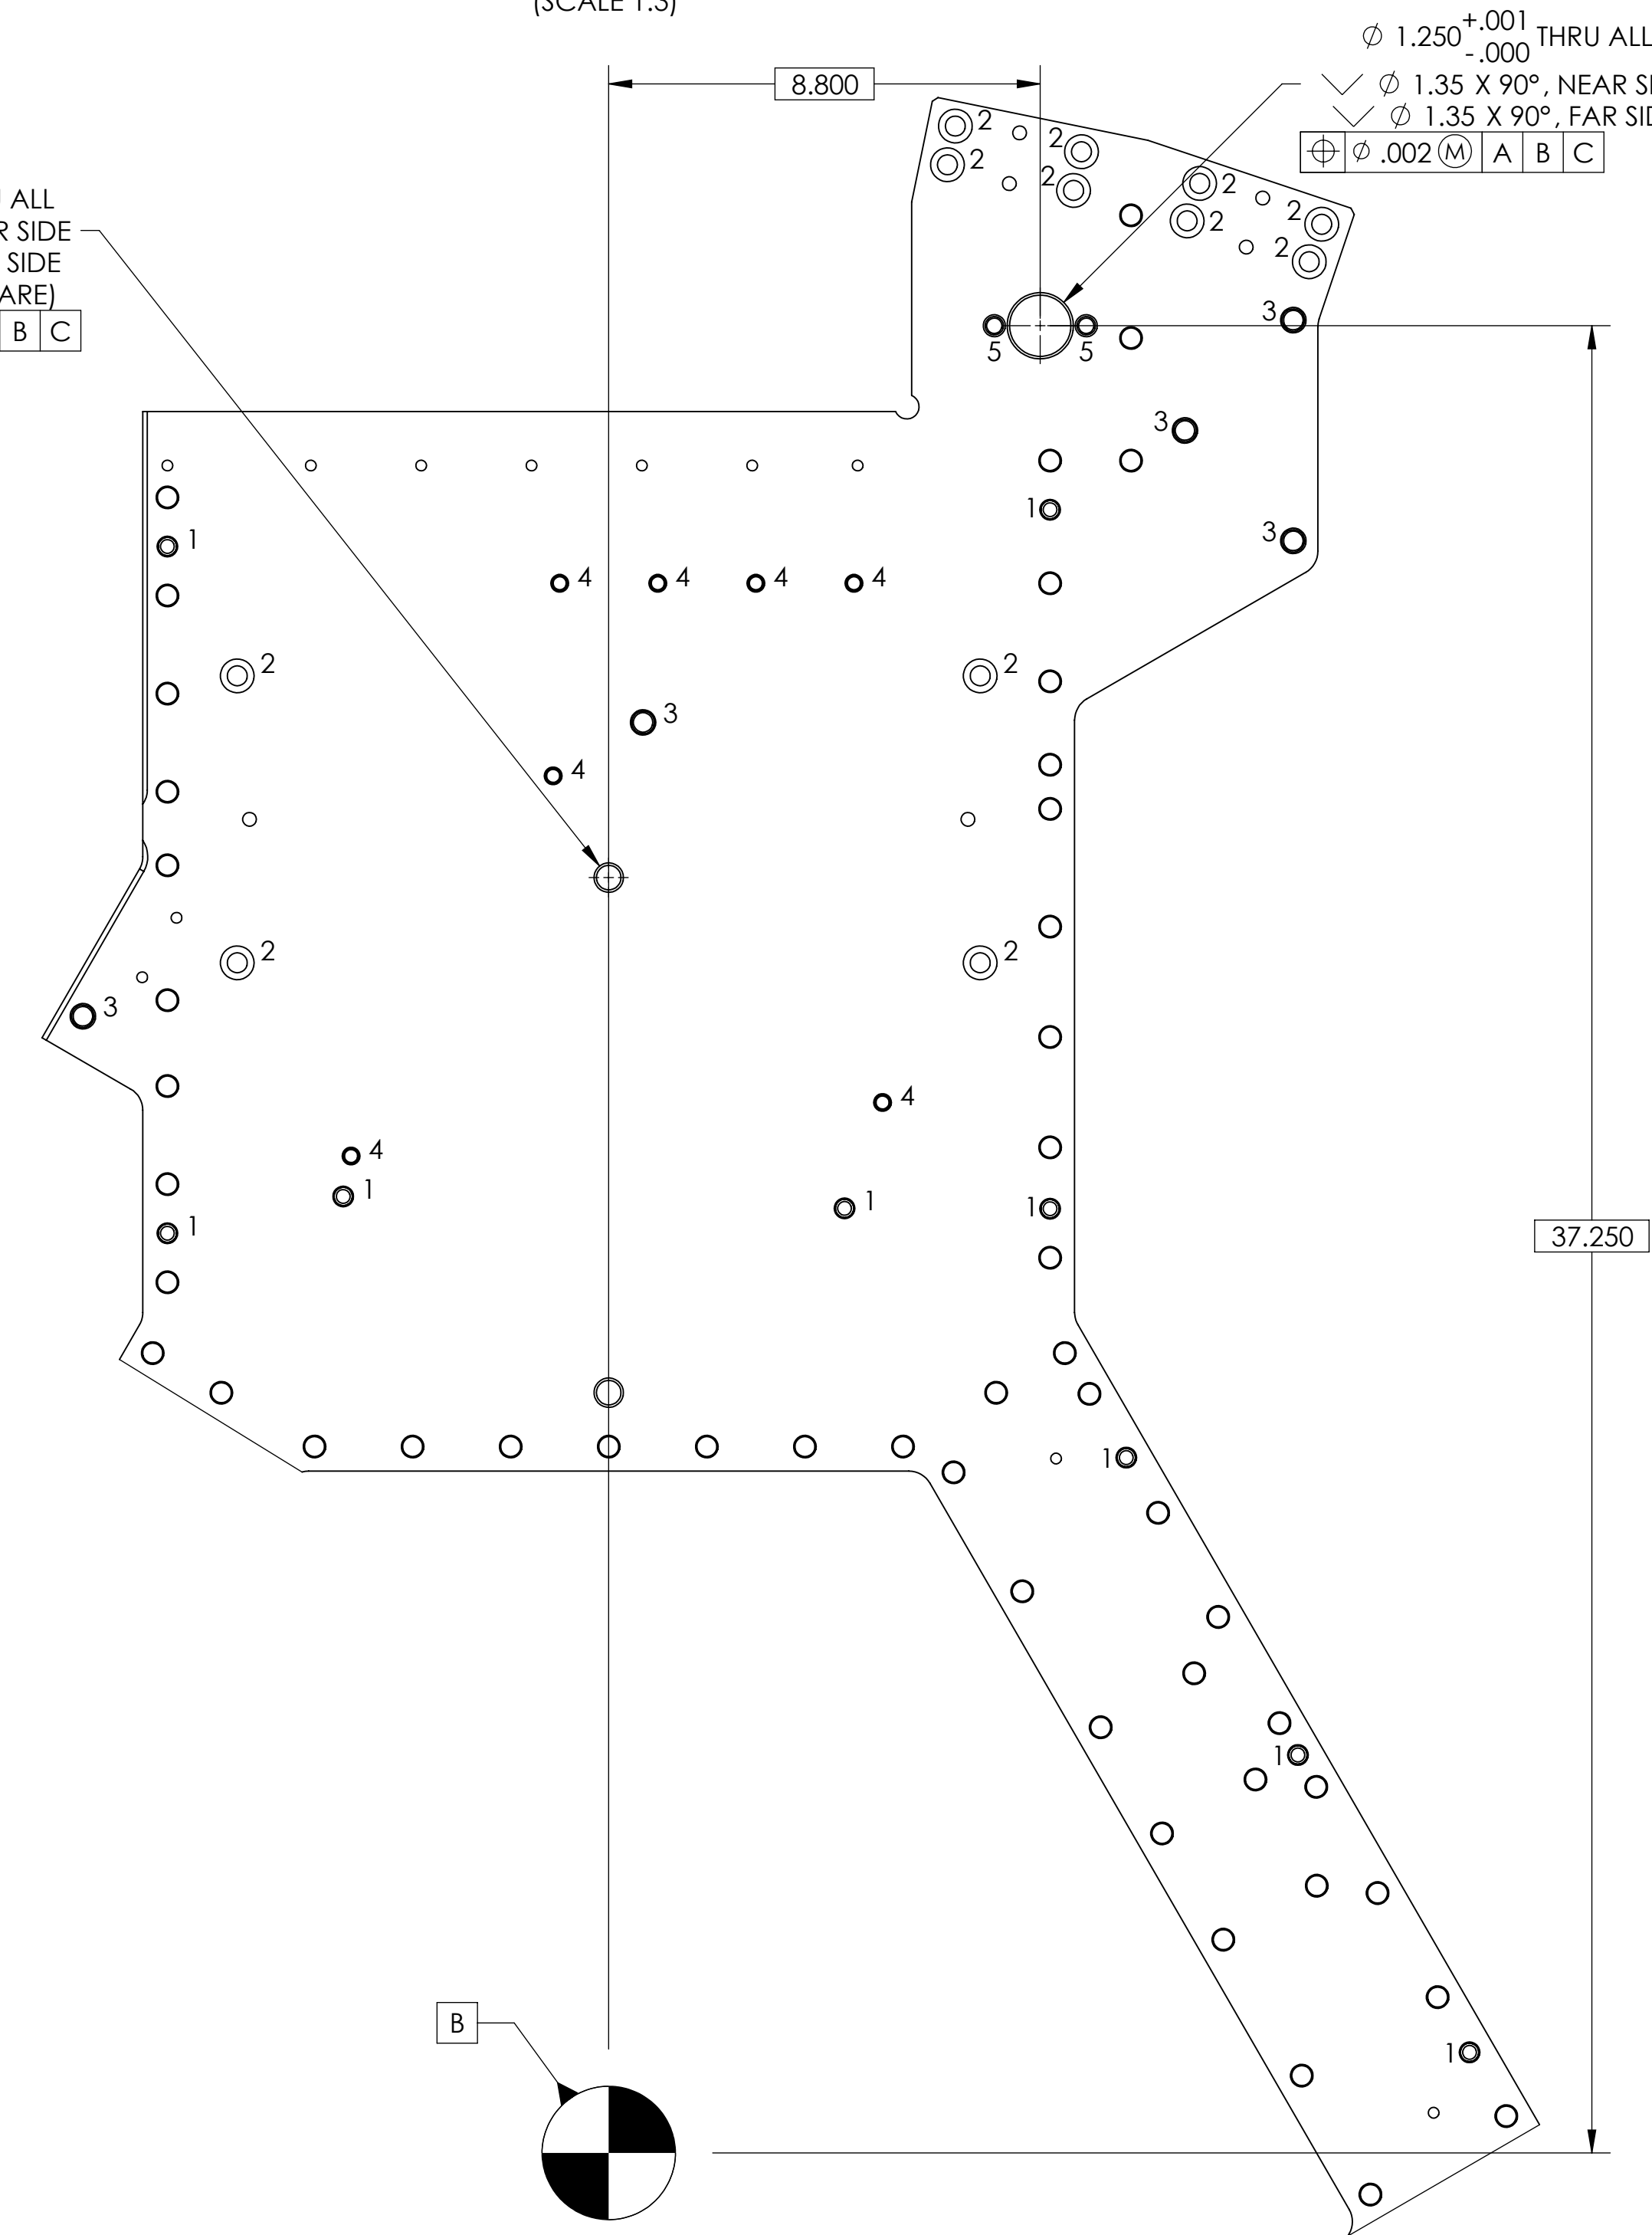 (SCALE 1:3)
⌀ 1.250 +.001 -.000 THRU ALL
⌵ ⌀ 1.35 X 90°, NEAR
⌵ ⌀ 1.35 X 90°, FAR
⌖ ⌀ .002 Ⓜ A B C
8.800
ALL
SIDE
SIDE
B C
2 2
2 2 2
2 2 2
3
5 5
3
1
3
1
4 4 4 4
2 2
3
4
2 2
3
4
4
1 1 1
1
1
37.250
1
B
1